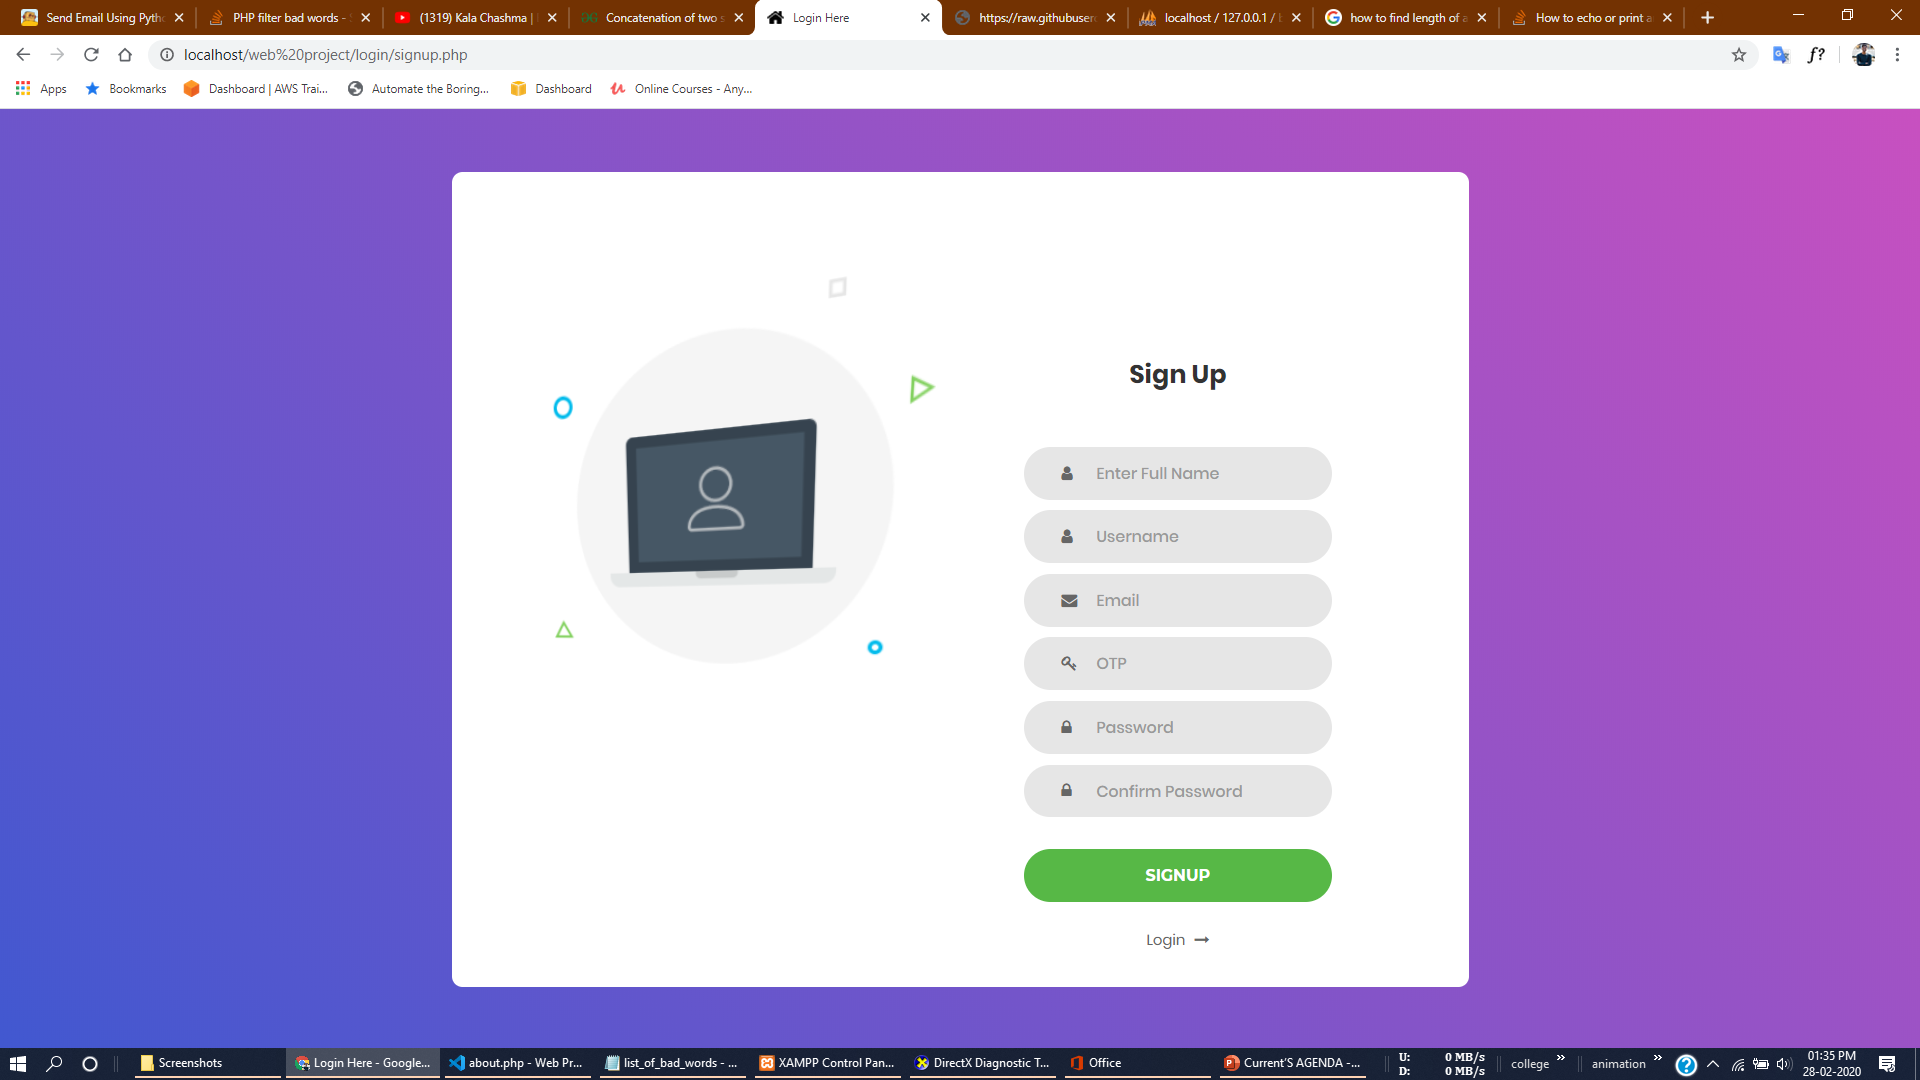 Send Email Using Pytho
PHP filter bad words -
(1319) Kala Chashma |
Concatenation of two s
Login Here
https://raw.githubuser
localhost / 127.0.0.1 / b
how to find length of a
How to echo or print a
localhost/web%20project/login/signup.php
f?
Apps
Bookmarks
Dashboard | AWS Trai...
Automate the Boring...
Dashboard
Online Courses - Any...
Sign Up
Enter Full Name
Username
Email
OTP
Password
Confirm Password
SIGNUP
Login
Screenshots
Login Here - Google...
about.php - Web Pr...
list_of_bad_words - ...
XAMPP Control Pan...
DirectX Diagnostic T...
Office
Current'S AGENDA -...
U: 0 MB/s
D: 0 MB/s
college
animation
01:35 PM
28-02-2020